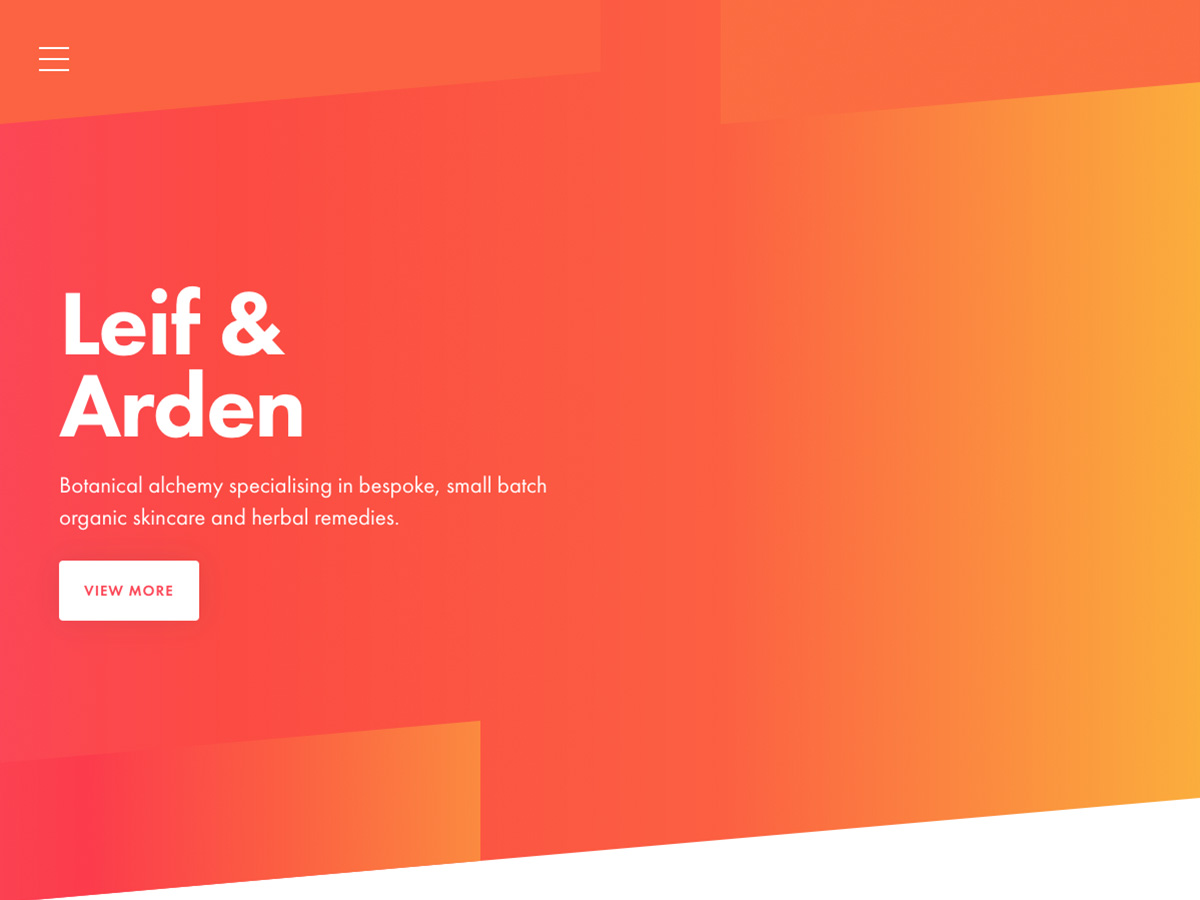 Leif &
Arden
Botanical alchemy specialising in bespoke, small batch
organic skincare and herbal remedies.
VIEW MORE